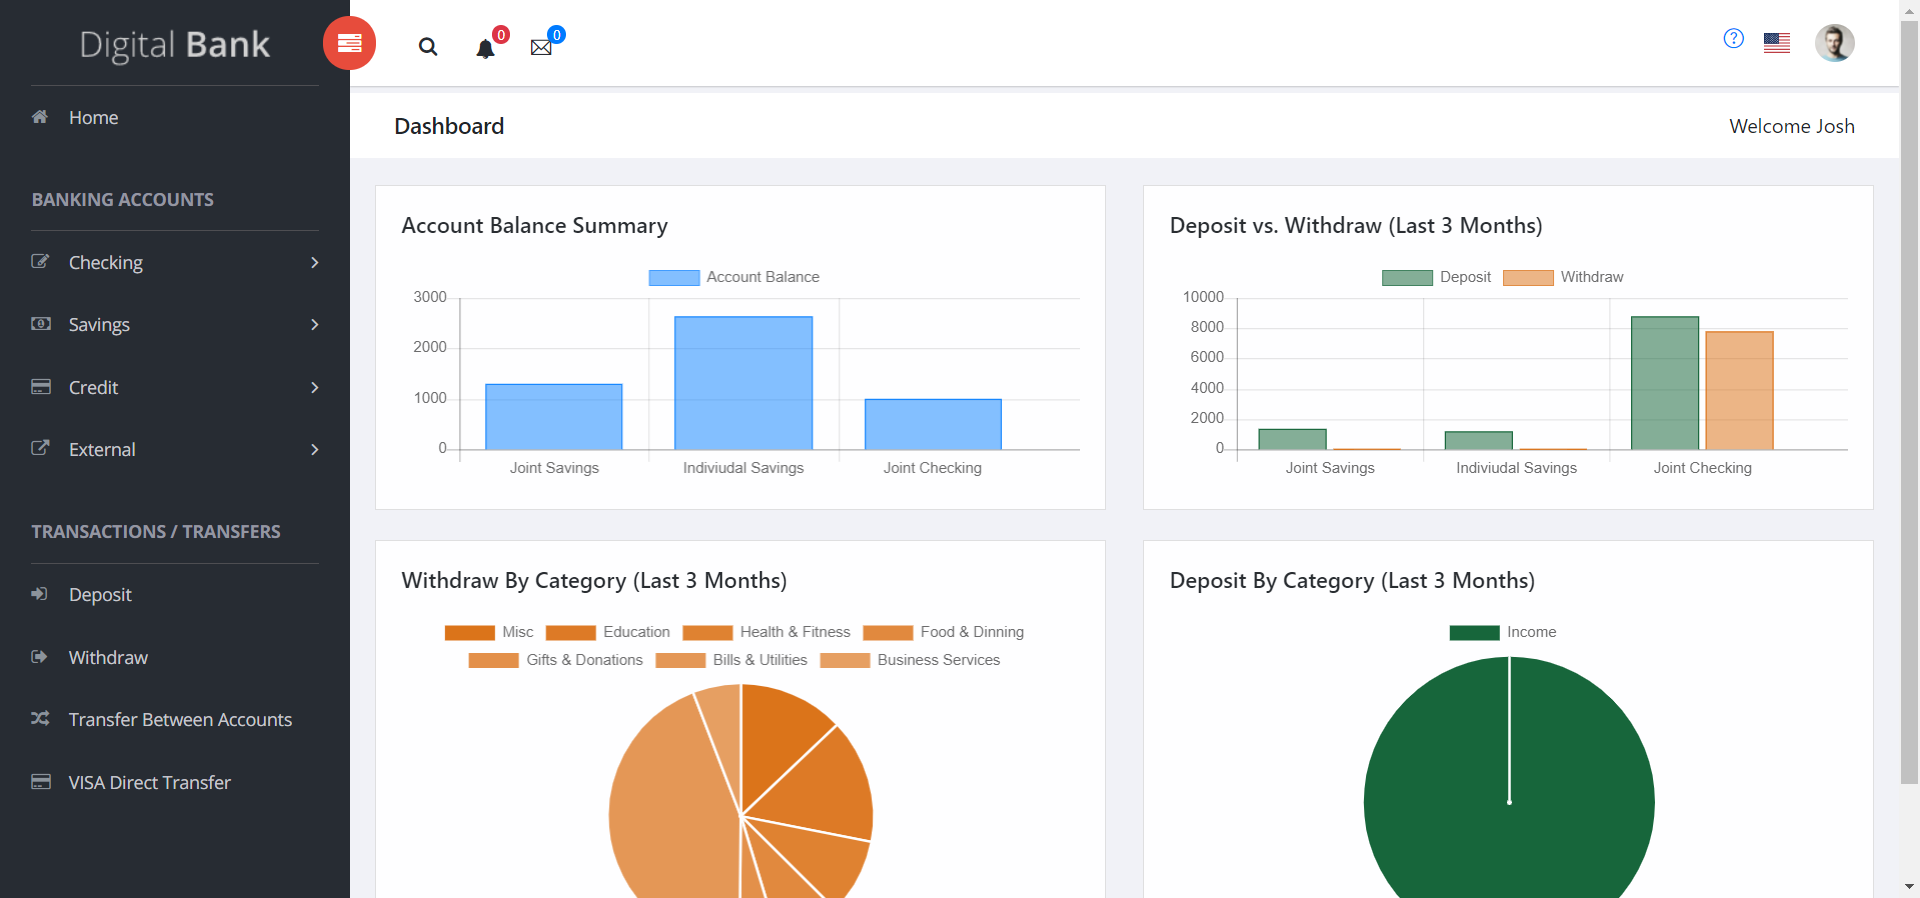 Digital Bank
0
0
Home
BANKING ACCOUNTS
Checking
Savings
Credit
External
TRANSACTIONS / TRANSFERS
Deposit
Withdraw
Transfer Between Accounts
VISA Direct Transfer
Dashboard
Welcome Josh
Account Balance Summary
Account Balance
3000
2000
1000
0
Joint Savings Indiviudal Savings Joint Checking
Deposit vs. Withdraw (Last 3 Months)
Deposit Withdraw
10000
8000
6000
4000
2000
0
Joint Savings Indiviudal Savings Joint Checking
Withdraw By Category (Last 3 Months)
Misc Education Health & Fitness Food & Dinning
Gifts & Donations Bills & Utilities Business Services
Deposit By Category (Last 3 Months)
Income